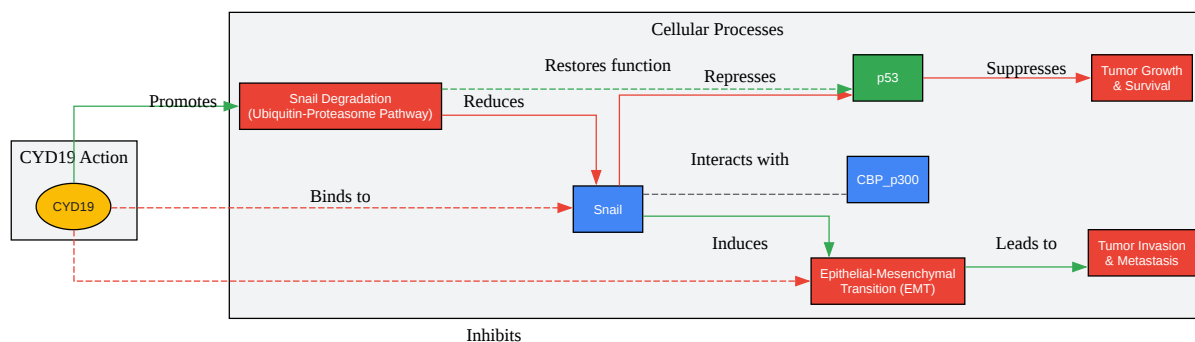 Cellular Processes
Restores function
Represses
p53
Suppresses
Tumor Growth
& Survival
Promotes
Snail Degradation
(Ubiquitin-Proteasome Pathway)
Reduces
CYD19 Action
CYD19
Binds to
Snail
Interacts with
CBP_p300
Induces
Epithelial-Mesenchymal
Transition (EMT)
Leads to
Tumor Invasion
& Metastasis
Inhibits